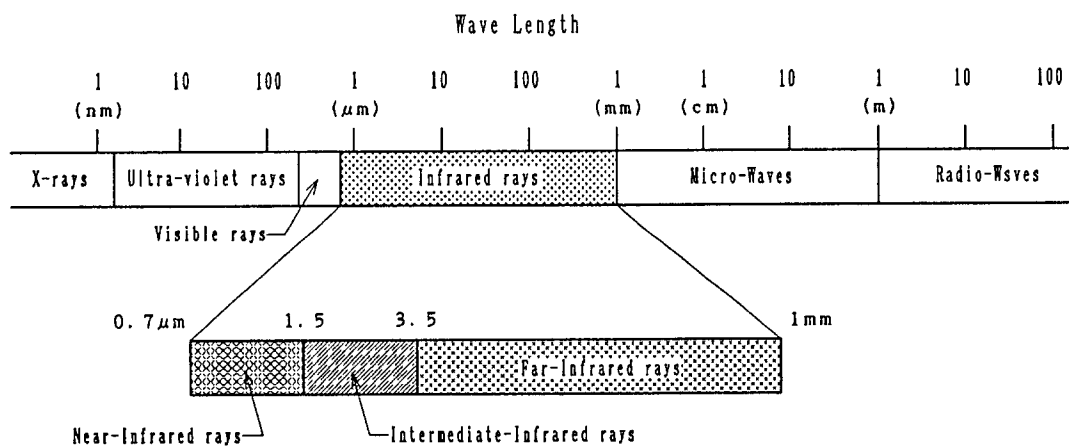 Wave Length
1 10 100 1 10 100 1 1 10 1 10 100
(nm) (μm) (mm) (cm) (m)
X-rays Ultra-violet rays Infrared rays Micro-Waves Radio-Wsves
Visible rays
0.7μm 1.5 3.5 1mm
Far-Infrared rays
Near-Infrared rays Intermediate-Infrared rays